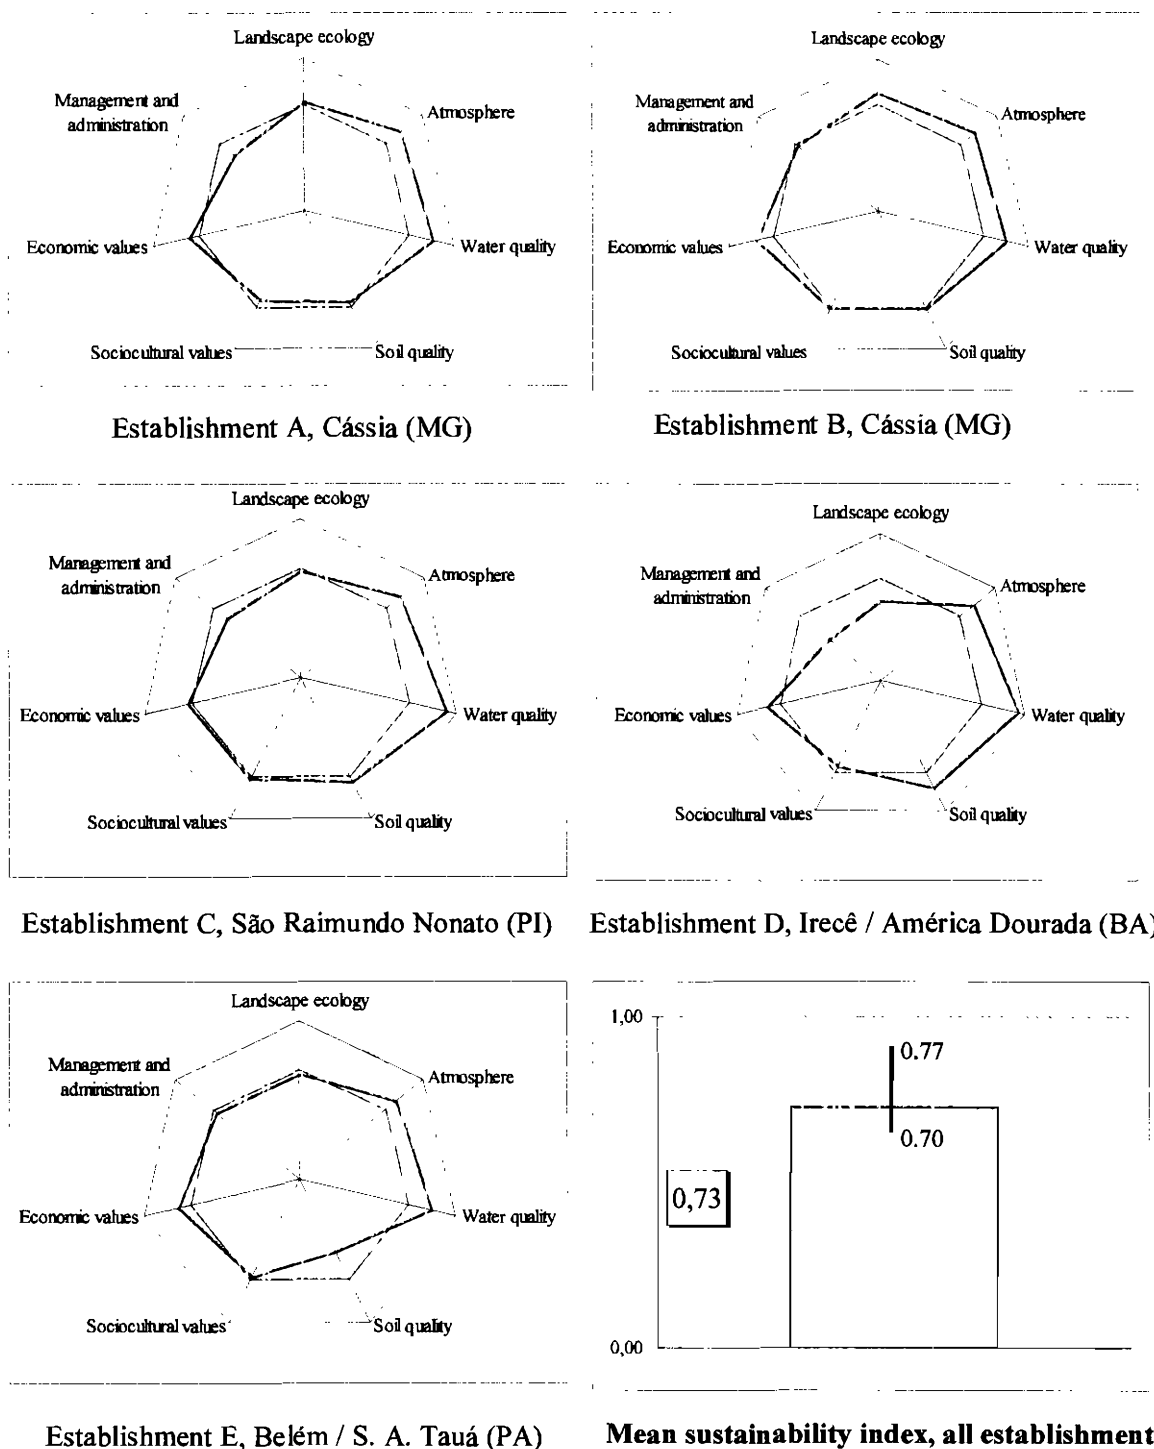 Landscape ecology
Management and
administration
Atmosphere
Economic values
Water quality
Sociocultural values
Soil quality
Establishment A, Cássia (MG)
Landscape ecology
Management and
administration
Atmosphere
Economic values
Water quality
Sociocultural values
Soil quality
Establishment B, Cássia (MG)
Landscape ecology
Management and
administration
Atmosphere
Economic values
Water quality
Sociocultural values
Soil quality
Establishment C, São Raimundo Nonato (PI)
Landscape ecology
Management and
administration
Atmosphere
Economic values
Water quality
Sociocultural values
Soil quality
Establishment D, Irecê / América Dourada (BA)
Landscape ecology
Management and
administration
Atmosphere
Economic values
Water quality
Sociocultural values
Soil quality
Establishment E, Belém / S. A. Tauá (PA)
1,00
0.77
0.70
0,73
0,00
Mean sustainability index, all establishment